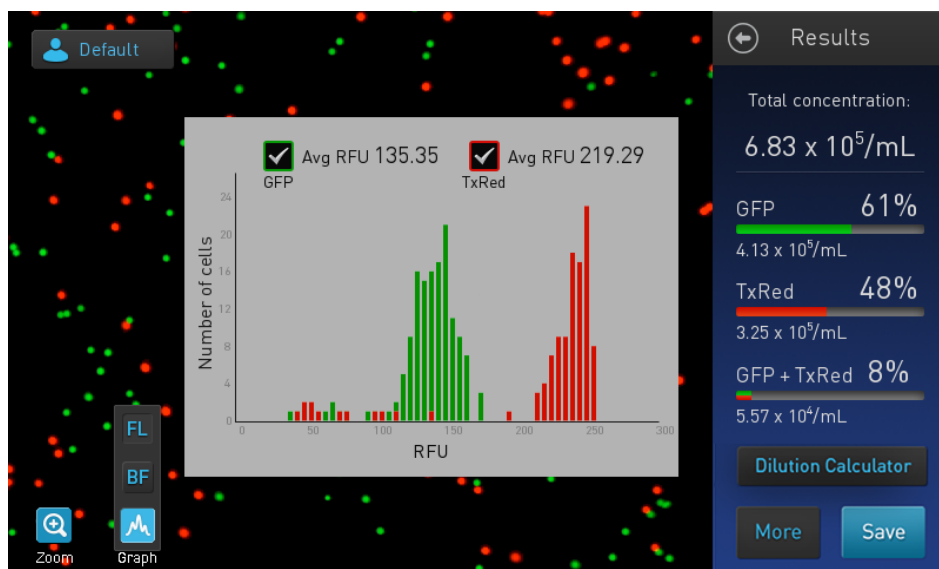 Default
Results
Total concentration:
6.83 x 10⁵/mL
GFP 61%
4.13 x 10⁵/mL
TxRed 48%
3.25 x 10⁵/mL
GFP + TxRed 8%
5.57 x 10⁴/mL
Dilution Calculator
More
Save
Avg RFU 135.35
GFP
Avg RFU 219.29
TxRed
Number of cells
24
20
16
12
8
4
0
0 50 100 150 200 250 300
RFU
FL
BF
Zoom
Graph